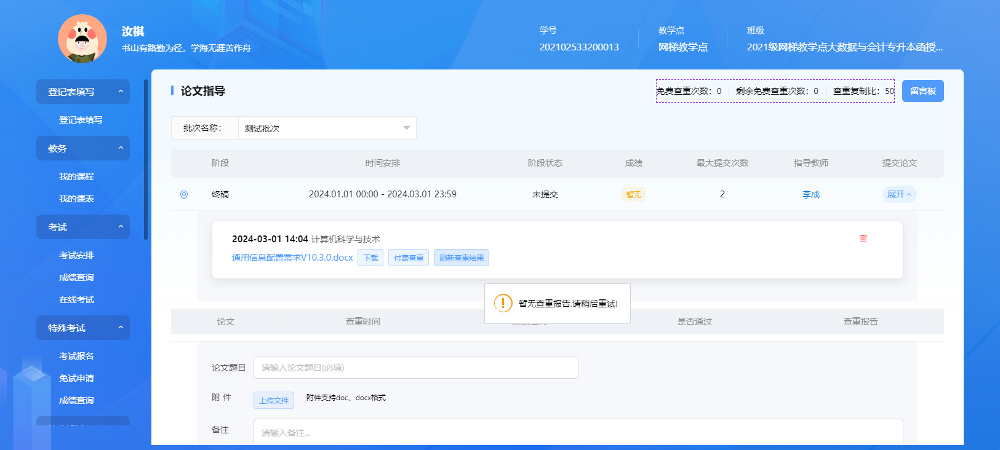 汝祺
书山有路勤为径，学海无涯苦作舟
学号
202102533200013
教学点
网梯教学点
班级
2021级网梯教学点大数据与会计专升本函授...
登记表填写
登记表填写
教务
我的课程
我的课表
考试
考试安排
成绩查询
在线考试
特殊考试
考试报名
免试申请
成绩查询
论文指导
免费查重次数：0 剩余免费查重次数：0 查重复制比：50
留言板
批次名称：
测试批次
阶段 时间安排 阶段状态 成绩 最大提交次数 指导教师 提交论文
终稿 2024.01.01 00:00 - 2024.03.01 23:59 未提交 暂无 2 李成 展开
2024-03-01 14:04 计算机科学与技术
通用信息配置需求V10.3.0.docx 下载 付费查重 刷新查重结果
暂无查重报告,请稍后重试!
论文 查重时间 是否通过 查重报告
论文题目 请输入论文题目(必填)
附 件 上传文件 附件支持doc、docx格式
备注 请输入备注...